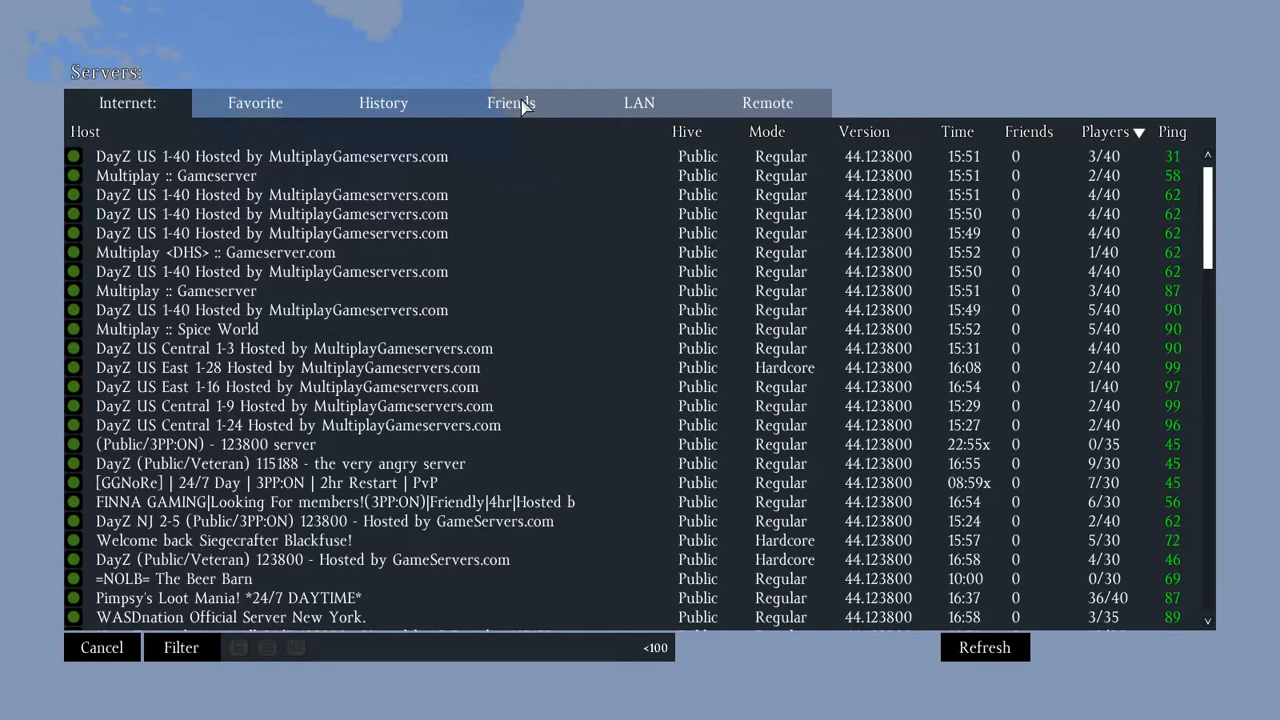 Servers:
Internet: Favorite History Friends LAN Remote
Host Hive Mode Version Time Friends Players Ping
DayZ US 1-40 Hosted by MultiplayGameservers.com Public Regular 44.123800 15:51 0 3/40 31
Multiplay :: Gameserver Public Regular 44.123800 15:51 0 2/40 58
DayZ US 1-40 Hosted by MultiplayGameservers.com Public Regular 44.123800 15:51 0 4/40 62
DayZ US 1-40 Hosted by MultiplayGameservers.com Public Regular 44.123800 15:50 0 4/40 62
DayZ US 1-40 Hosted by MultiplayGameservers.com Public Regular 44.123800 15:49 0 4/40 62
Multiplay <DHS> :: Gameserver.com Public Regular 44.123800 15:52 0 1/40 62
DayZ US 1-40 Hosted by MultiplayGameservers.com Public Regular 44.123800 15:50 0 4/40 62
Multiplay :: Gameserver Public Regular 44.123800 15:51 0 3/40 87
DayZ US 1-40 Hosted by MultiplayGameservers.com Public Regular 44.123800 15:49 0 5/40 90
Multiplay :: Spice World Public Regular 44.123800 15:52 0 5/40 90
DayZ US Central 1-3 Hosted by MultiplayGameservers.com Public Regular 44.123800 15:31 0 4/40 90
DayZ US East 1-28 Hosted by MultiplayGameservers.com Public Hardcore 44.123800 16:08 0 2/40 99
DayZ US East 1-16 Hosted by MultiplayGameservers.com Public Regular 44.123800 16:54 0 1/40 97
DayZ US Central 1-9 Hosted by MultiplayGameservers.com Public Regular 44.123800 15:29 0 2/40 99
DayZ US Central 1-24 Hosted by MultiplayGameservers.com Public Regular 44.123800 15:27 0 2/40 96
(Public/3PP:ON) - 123800 server Public Regular 44.123800 22:55x 0 0/35 45
DayZ (Public/Veteran) 115188 - the very angry server Public Regular 44.123800 16:55 0 9/30 45
[GGNoRe] | 24/7 Day | 3PP:ON | 2hr Restart | PvP Public Regular 44.123800 08:59x 0 7/30 45
FINNA GAMING|Looking For members!(3PP:ON)|Friendly|4hr|Hosted b Public Regular 44.123800 16:54 0 6/30 56
DayZ NJ 2-5 (Public/3PP:ON) 123800 - Hosted by GameServers.com Public Regular 44.123800 15:24 0 2/40 62
Welcome back Siegecrafter Blackfuse! Public Hardcore 44.123800 15:57 0 5/30 72
DayZ (Public/Veteran) 123800 - Hosted by GameServers.com Public Hardcore 44.123800 16:58 0 4/30 46
=NOLB= The Beer Barn Public Regular 44.123800 10:00 0 0/30 69
Pimpsy's Loot Mania! *24/7 DAYTIME* Public Regular 44.123800 16:37 0 36/40 87
WASDnation Official Server New York. Public Regular 44.123800 16:58 0 3/35 89
Cancel Filter <100 Refresh